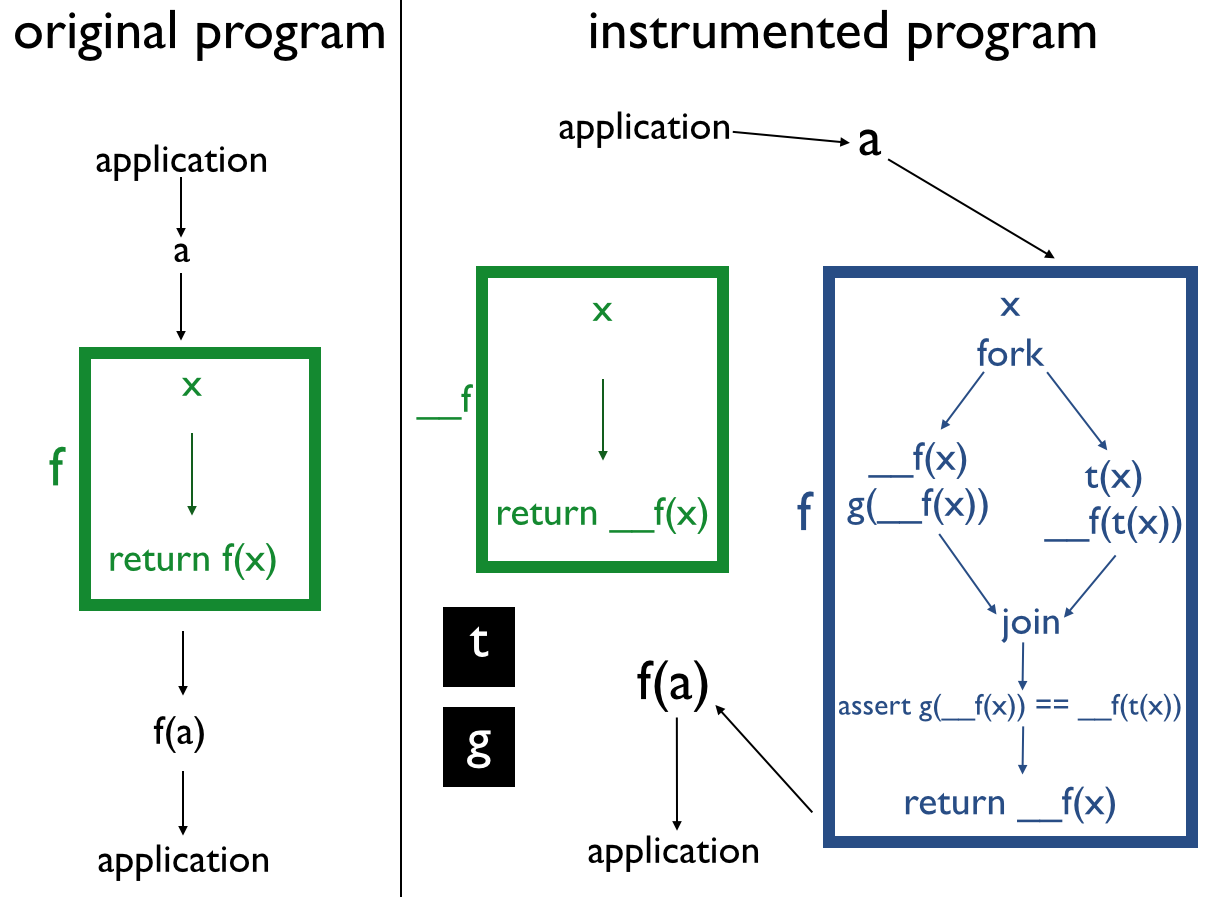 original program
application
a
f
x
return f(x)
f(a)
application
instrumented program
application
a
__f
x
return __f(x)
t
g
f
x
fork
__f(x)
g(__f(x))
t(x)
__f(t(x))
join
assert g(__f(x)) == __f(t(x))
return __f(x)
f(a)
application